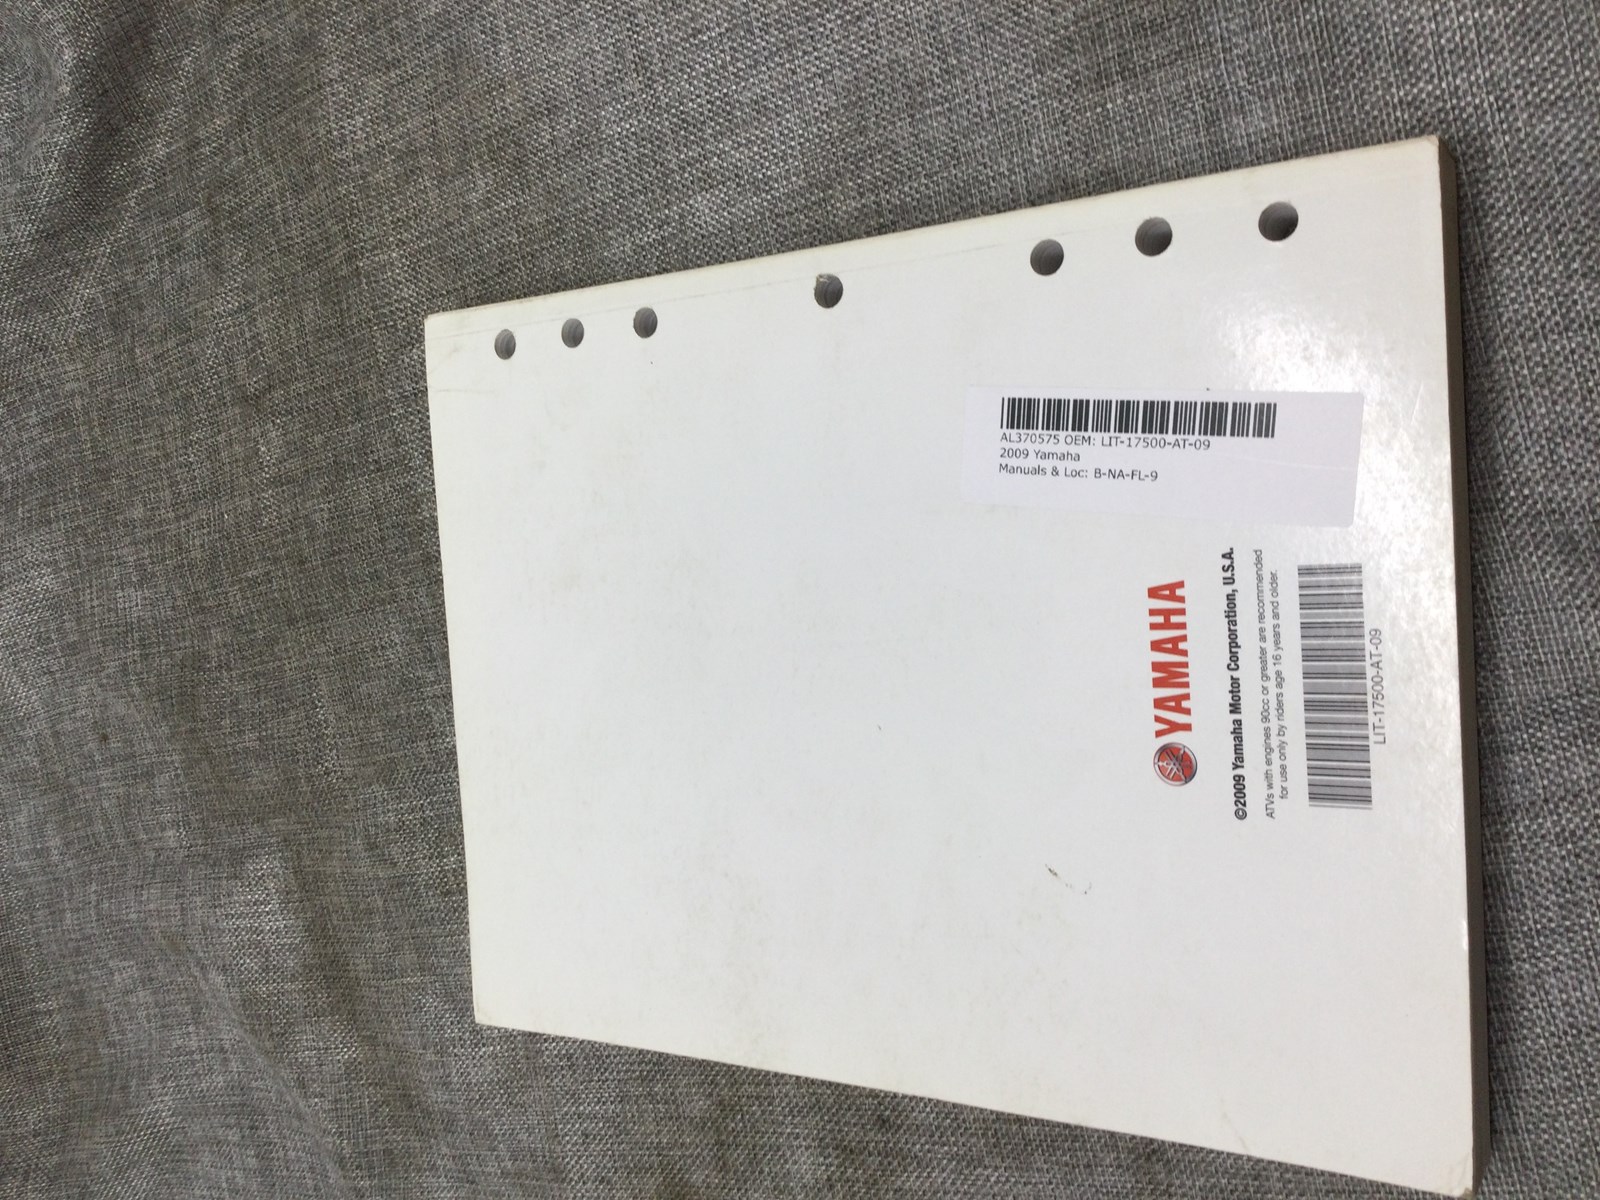 AL370575 OEM: LIT-17500-AT-09
2009 Yamaha
Manuals & Loc: B-NA-FL-9
YAMAHA
©2009 Yamaha Motor Corporation, U.S.A.
ATVs with engines 90cc or greater are recommended
for use only by riders age 16 years and older.
LIT-17500-AT-09